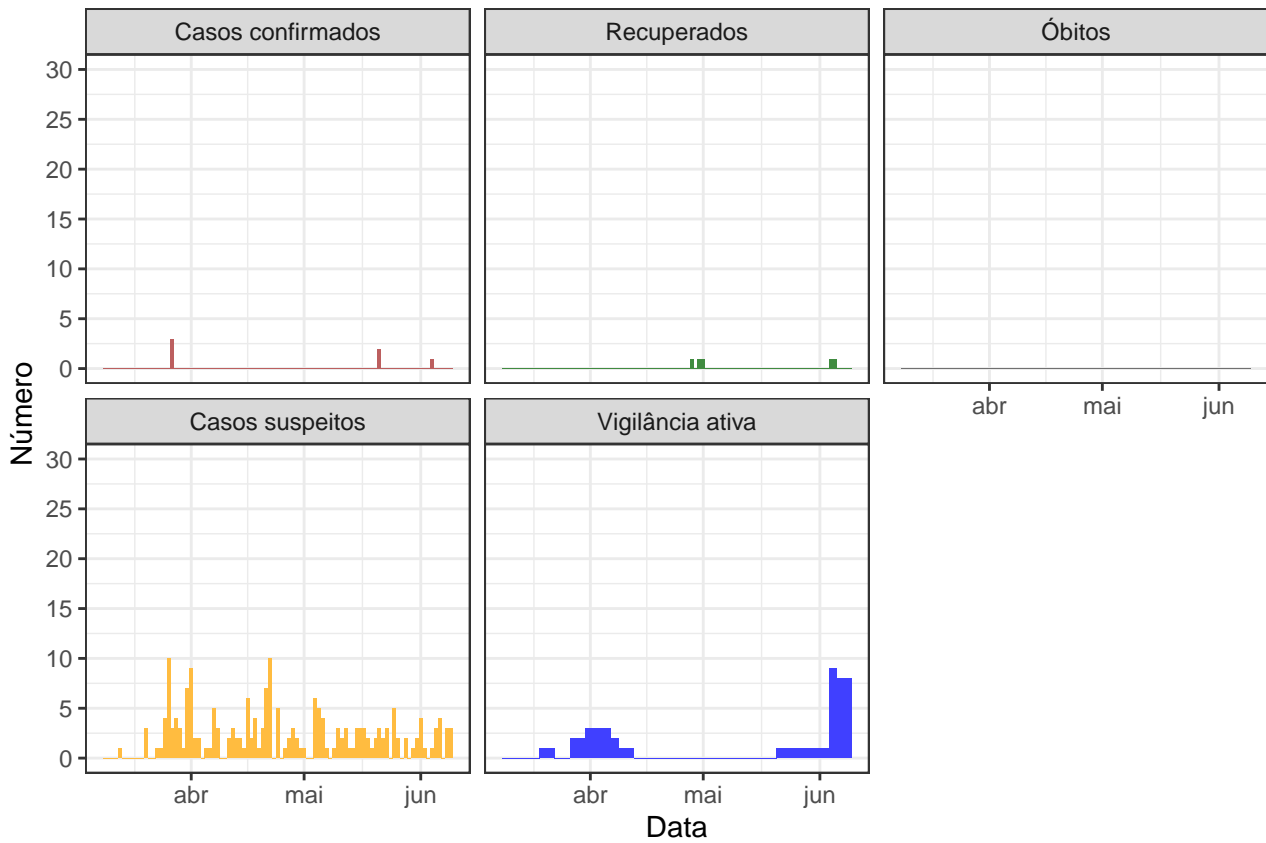 Casos confirmados
Recuperados
Óbitos
30
25
20
15
10
5
0
abr mai jun
Número
Casos suspeitos
Vigilância ativa
30
25
20
15
10
5
0
abr mai jun
abr mai jun
Data